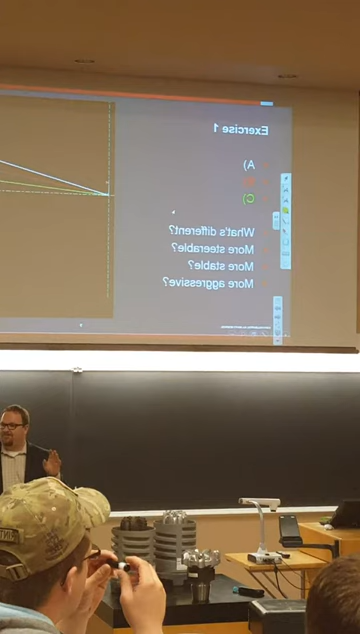 Exercise 1
A)
C)
What's different?
More steerable?
More stable?
More aggressive?